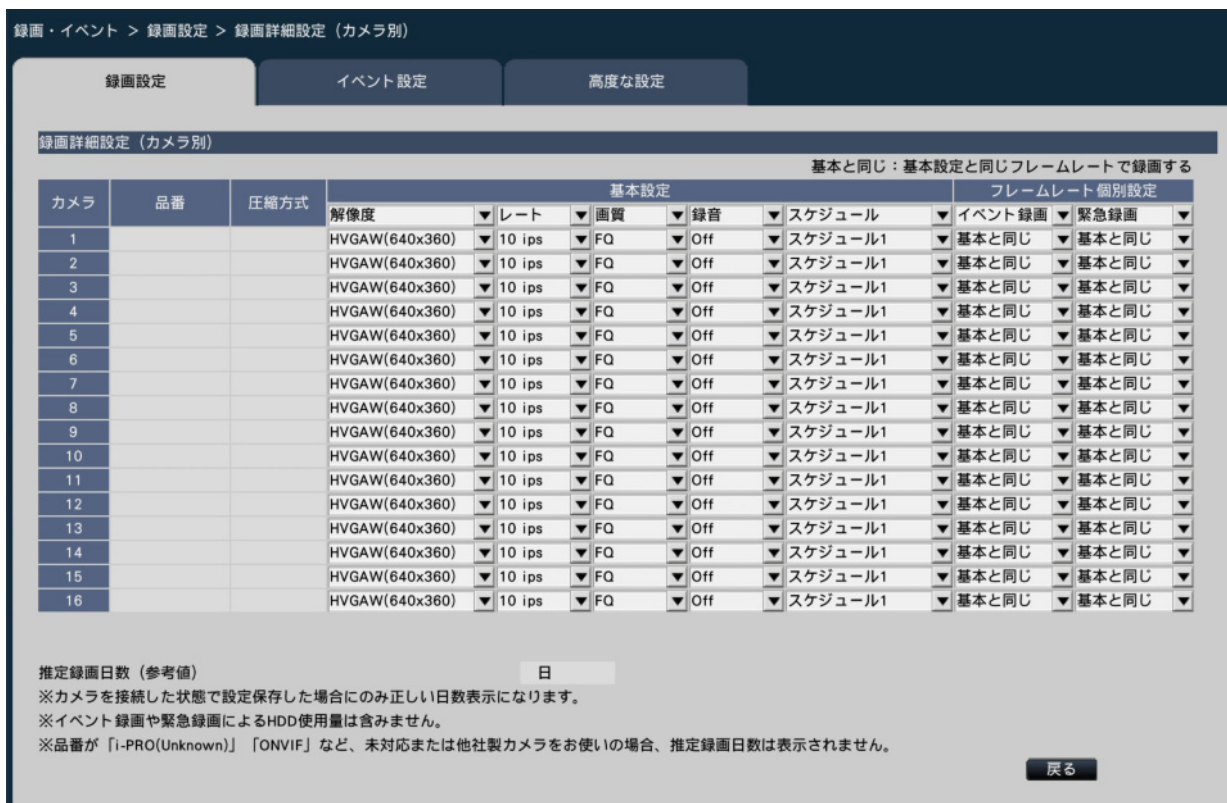 録画・イベント > 録画設定 > 録画詳細設定（カメラ別）
録画設定 イベント設定 高度な設定
録画詳細設定（カメラ別）
基本と同じ：基本設定と同じフレームレートで録画する
カメラ 品番 圧縮方式 基本設定 フレームレート個別設定
解像度 ▼ レート ▼ 画質 ▼ 録音 ▼ スケジュール ▼ イベント録画 ▼ 緊急録画 ▼
1 HVGAW(640x360) ▼ 10 ips ▼ FQ ▼ Off ▼ スケジュール1 ▼ 基本と同じ ▼ 基本と同じ ▼
2 HVGAW(640x360) ▼ 10 ips ▼ FQ ▼ Off ▼ スケジュール1 ▼ 基本と同じ ▼ 基本と同じ ▼
3 HVGAW(640x360) ▼ 10 ips ▼ FQ ▼ Off ▼ スケジュール1 ▼ 基本と同じ ▼ 基本と同じ ▼
4 HVGAW(640x360) ▼ 10 ips ▼ FQ ▼ Off ▼ スケジュール1 ▼ 基本と同じ ▼ 基本と同じ ▼
5 HVGAW(640x360) ▼ 10 ips ▼ FQ ▼ Off ▼ スケジュール1 ▼ 基本と同じ ▼ 基本と同じ ▼
6 HVGAW(640x360) ▼ 10 ips ▼ FQ ▼ Off ▼ スケジュール1 ▼ 基本と同じ ▼ 基本と同じ ▼
7 HVGAW(640x360) ▼ 10 ips ▼ FQ ▼ Off ▼ スケジュール1 ▼ 基本と同じ ▼ 基本と同じ ▼
8 HVGAW(640x360) ▼ 10 ips ▼ FQ ▼ Off ▼ スケジュール1 ▼ 基本と同じ ▼ 基本と同じ ▼
9 HVGAW(640x360) ▼ 10 ips ▼ FQ ▼ Off ▼ スケジュール1 ▼ 基本と同じ ▼ 基本と同じ ▼
10 HVGAW(640x360) ▼ 10 ips ▼ FQ ▼ Off ▼ スケジュール1 ▼ 基本と同じ ▼ 基本と同じ ▼
11 HVGAW(640x360) ▼ 10 ips ▼ FQ ▼ Off ▼ スケジュール1 ▼ 基本と同じ ▼ 基本と同じ ▼
12 HVGAW(640x360) ▼ 10 ips ▼ FQ ▼ Off ▼ スケジュール1 ▼ 基本と同じ ▼ 基本と同じ ▼
13 HVGAW(640x360) ▼ 10 ips ▼ FQ ▼ Off ▼ スケジュール1 ▼ 基本と同じ ▼ 基本と同じ ▼
14 HVGAW(640x360) ▼ 10 ips ▼ FQ ▼ Off ▼ スケジュール1 ▼ 基本と同じ ▼ 基本と同じ ▼
15 HVGAW(640x360) ▼ 10 ips ▼ FQ ▼ Off ▼ スケジュール1 ▼ 基本と同じ ▼ 基本と同じ ▼
16 HVGAW(640x360) ▼ 10 ips ▼ FQ ▼ Off ▼ スケジュール1 ▼ 基本と同じ ▼ 基本と同じ ▼
推定録画日数（参考値） 日
※カメラを接続した状態で設定保存した場合にのみ正しい日数表示になります。
※イベント録画や緊急録画によるHDD使用量は含みません。
※品番が「i-PRO(Unknown)」「ONVIF」など、未対応または他社製カメラをお使いの場合、推定録画日数は表示されません。
戻る